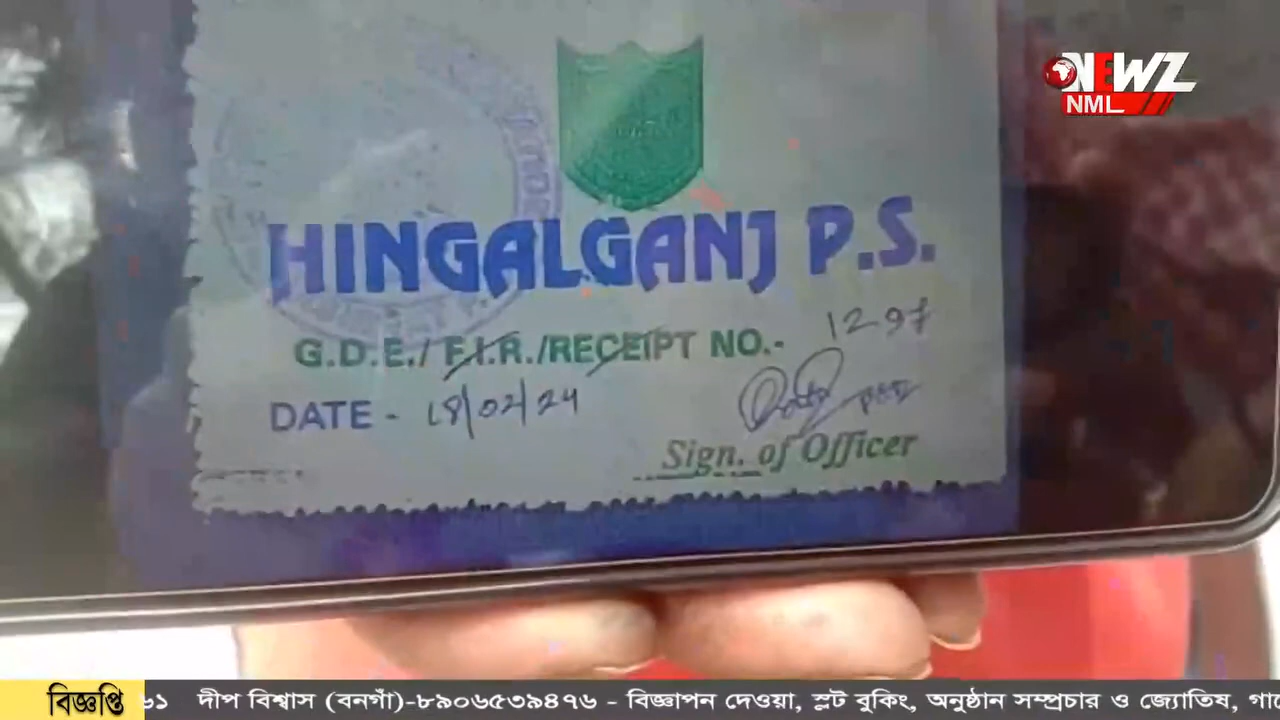 NEWZ
NML
HINGALGANJ P.S.
G.D.E./ F.I.R./RECEIPT NO.- 1297
DATE - 18/02/24
Sign. of Officer
বিজ্ঞপ্তি
৬১ দীপ বিশ্বাস (বনগাঁ)-৮৯০৬৫৩৯৪৭৬ - বিজ্ঞাপন দেওয়া, স্লট বুকিং, অনুষ্ঠান সম্প্রচার ও জ্যোতিষ,